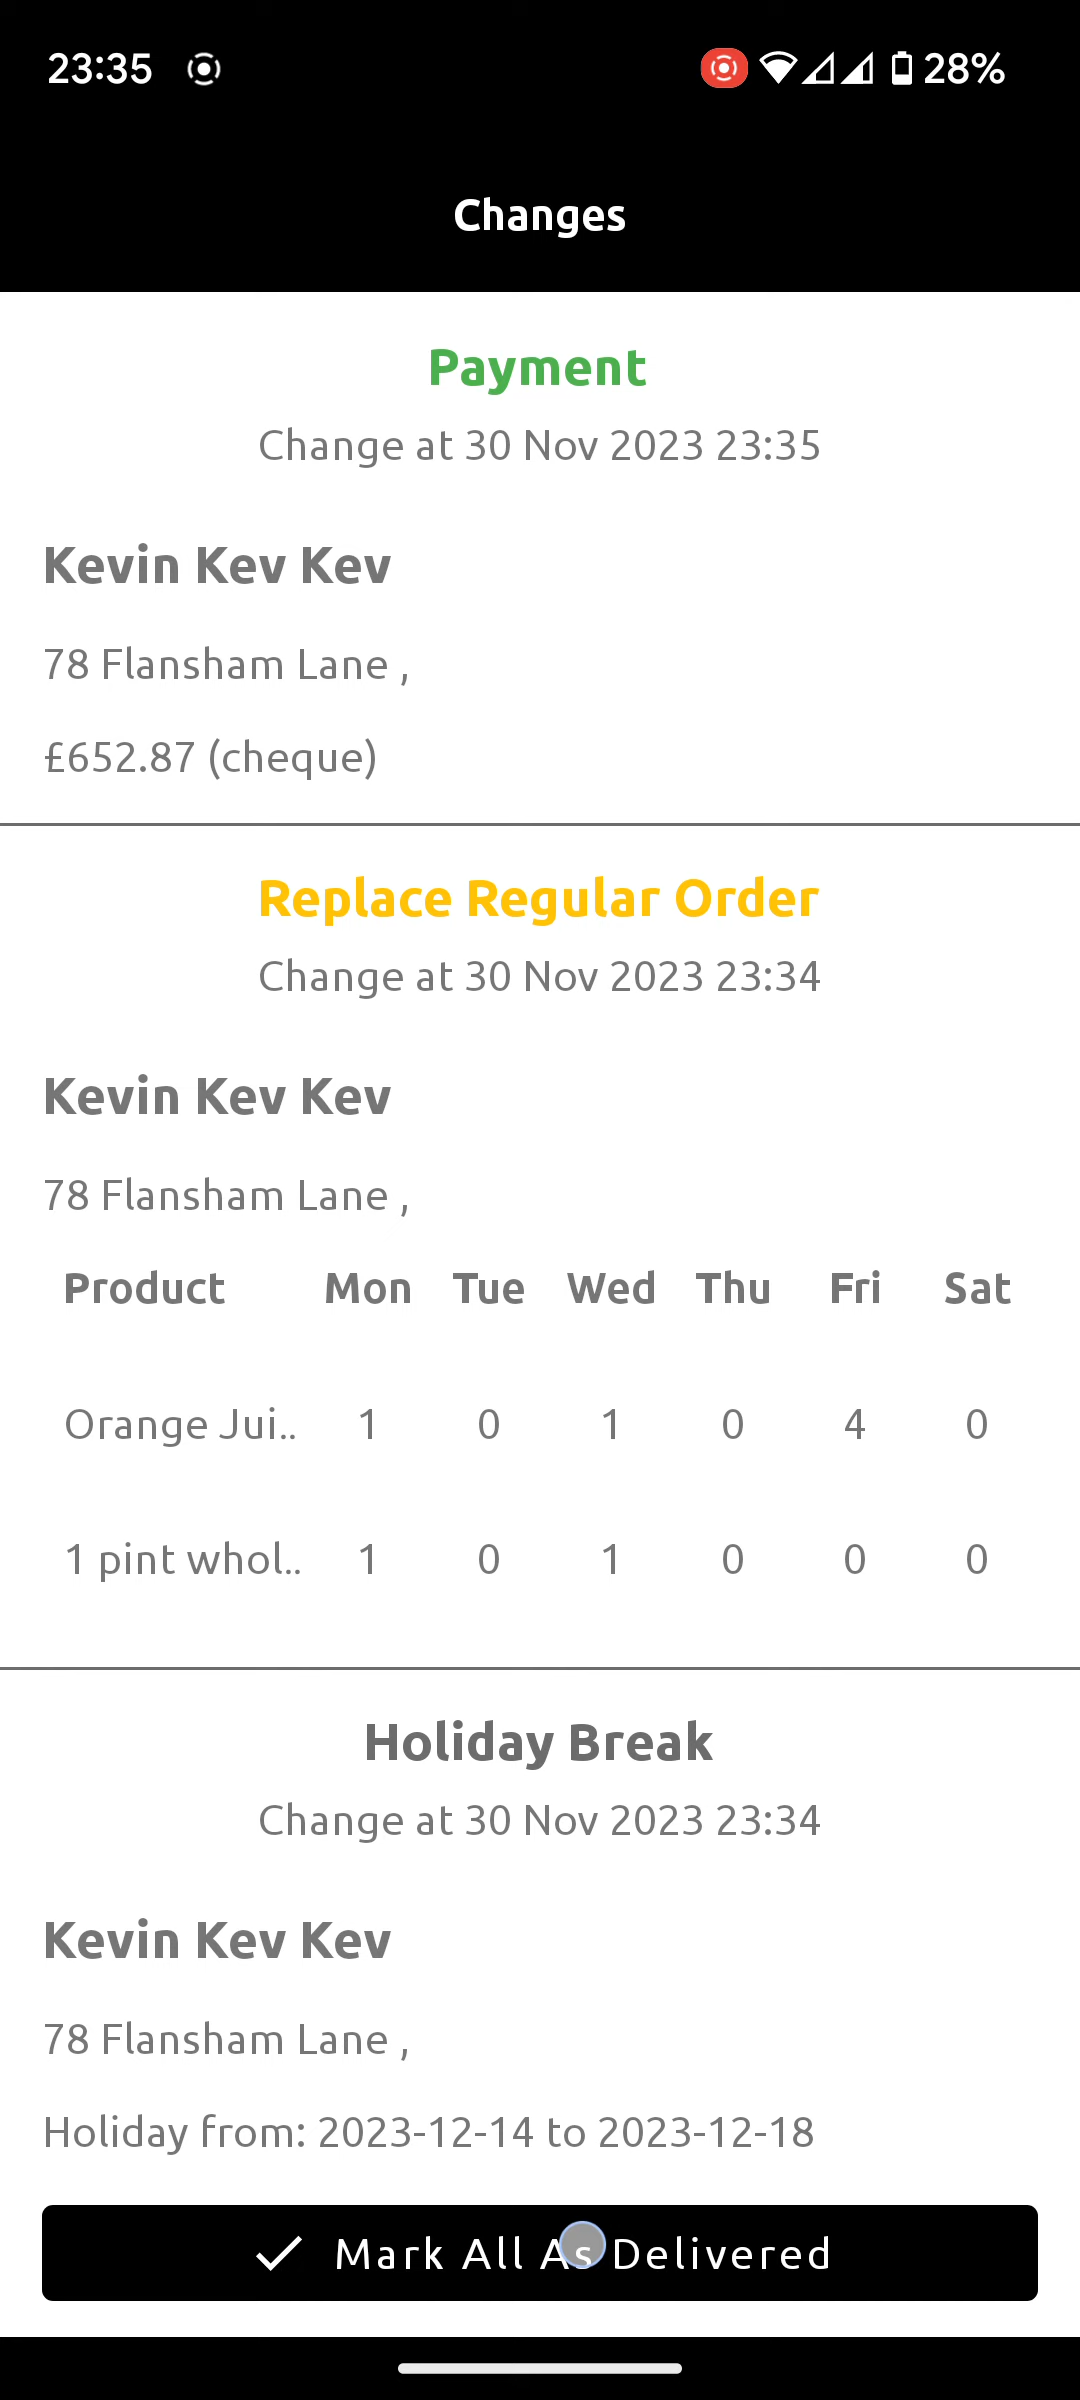 23:35 28%
Changes
Payment
Change at 30 Nov 2023 23:35
Kevin Kev Kev
78 Flansham Lane ,
£652.87 (cheque)
Replace Regular Order
Change at 30 Nov 2023 23:34
Kevin Kev Kev
78 Flansham Lane ,
Product Mon Tue Wed Thu Fri Sat
Orange Jui.. 1 0 1 0 4 0
1 pint whol.. 1 0 1 0 0 0
Holiday Break
Change at 30 Nov 2023 23:34
Kevin Kev Kev
78 Flansham Lane ,
Holiday from: 2023-12-14 to 2023-12-18
Mark All As Delivered